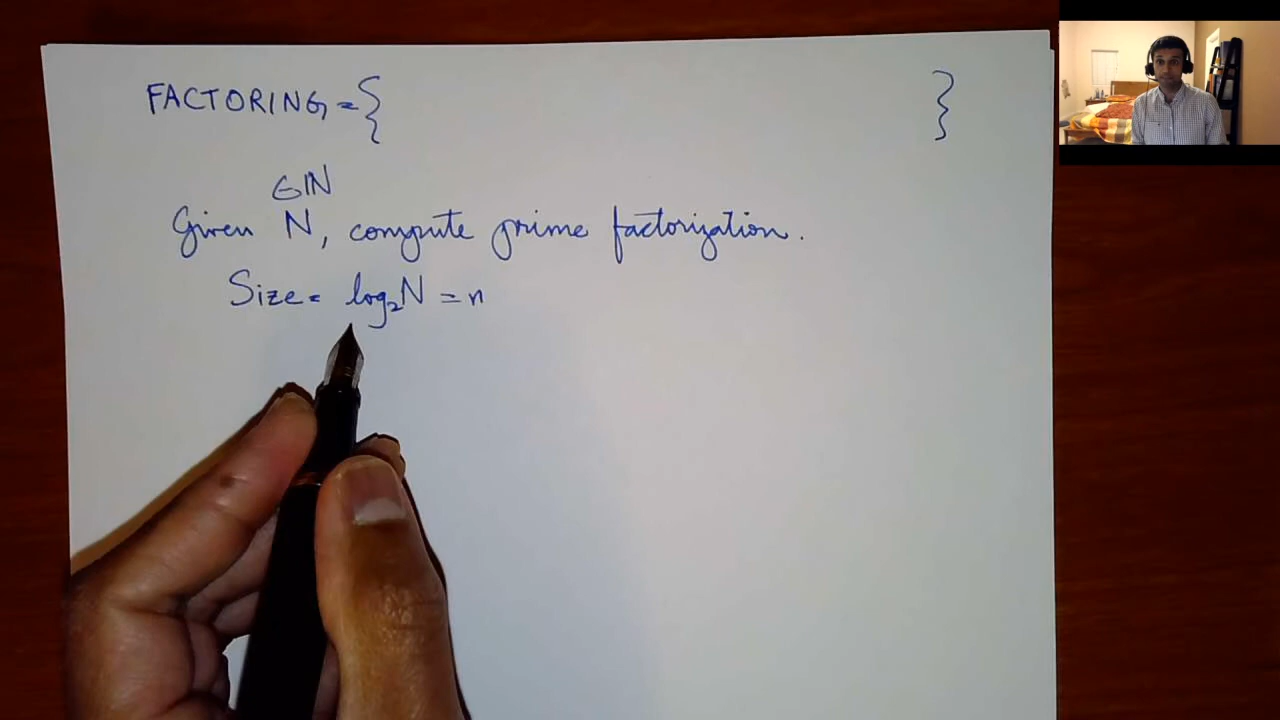 FACTORING = {                    }
∈ ℕ
Given N, compute prime factorization.
Size = log₂N = n